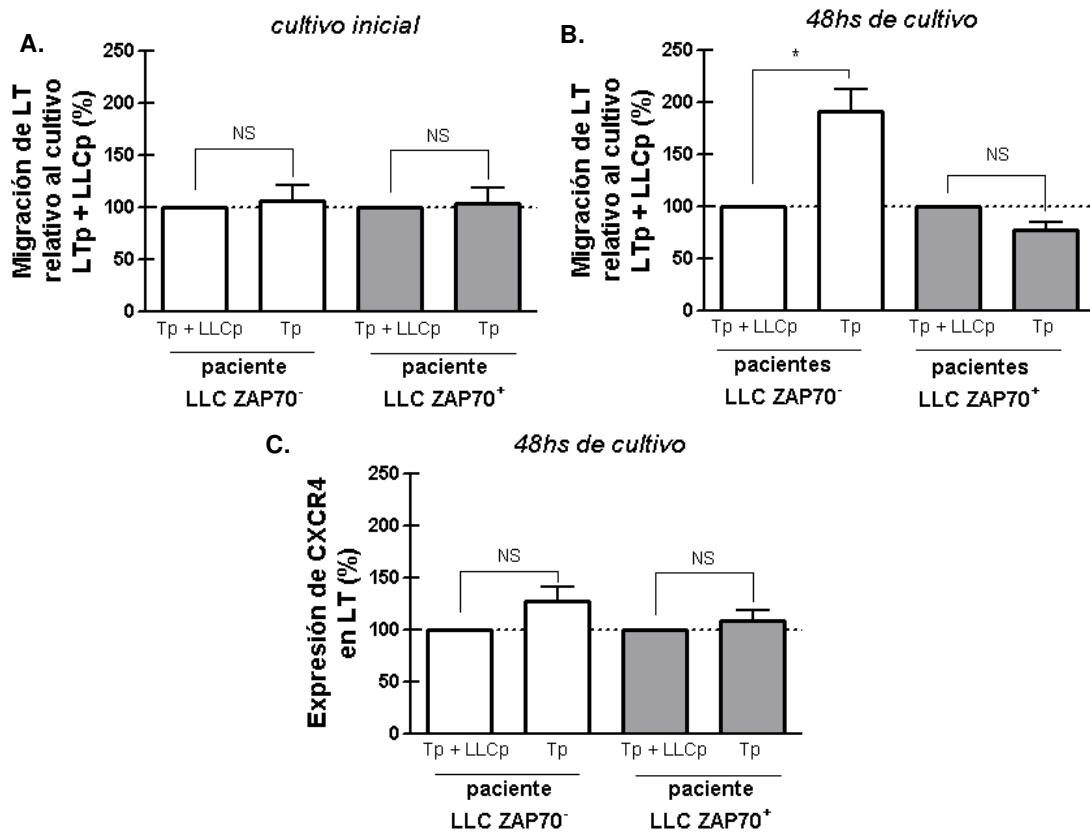 A.
cultivo inicial
Migración de LT
relativo al cultivo
LTp + LLCp (%)
250
200
150
100
50
0
NS
NS
Tp + LLCp
Tp
Tp + LLCp
Tp
paciente
LLC ZAP70⁻
paciente
LLC ZAP70⁺
B.
48hs de cultivo
Migración de LT
relativo al cultivo
LTp + LLCp (%)
250
200
150
100
50
0
*
NS
Tp + LLCp
Tp
Tp + LLCp
Tp
pacientes
LLC ZAP70⁻
pacientes
LLC ZAP70⁺
C.
48hs de cultivo
Expresión de CXCR4
en LT (%)
250
200
150
100
50
0
NS
NS
Tp + LLCp
Tp
Tp + LLCp
Tp
paciente
LLC ZAP70⁻
paciente
LLC ZAP70⁺